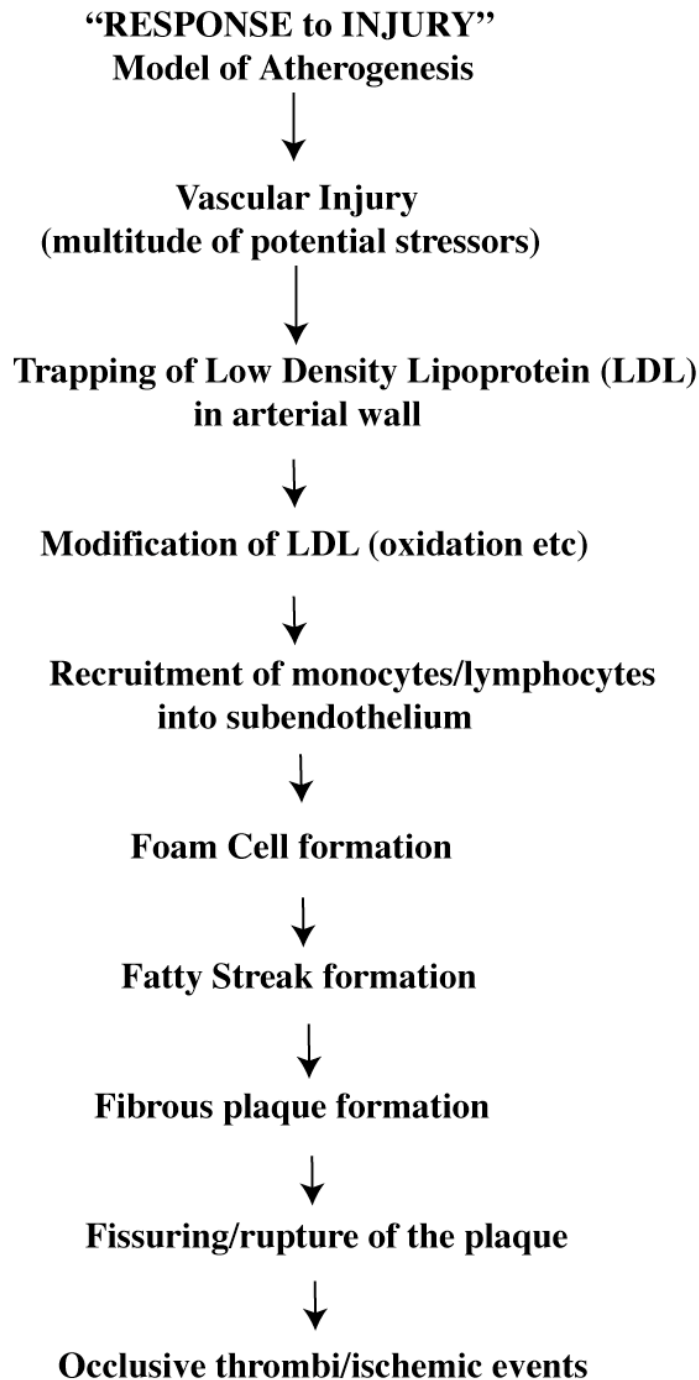 “RESPONSE to INJURY”
Model of Atherogenesis
Vascular Injury
(multitude of potential stressors)
Trapping of Low Density Lipoprotein (LDL)
in arterial wall
Modification of LDL (oxidation etc)
Recruitment of monocytes/lymphocytes
into subendothelium
Foam Cell formation
Fatty Streak formation
Fibrous plaque formation
Fissuring/rupture of the plaque
Occlusive thrombi/ischemic events